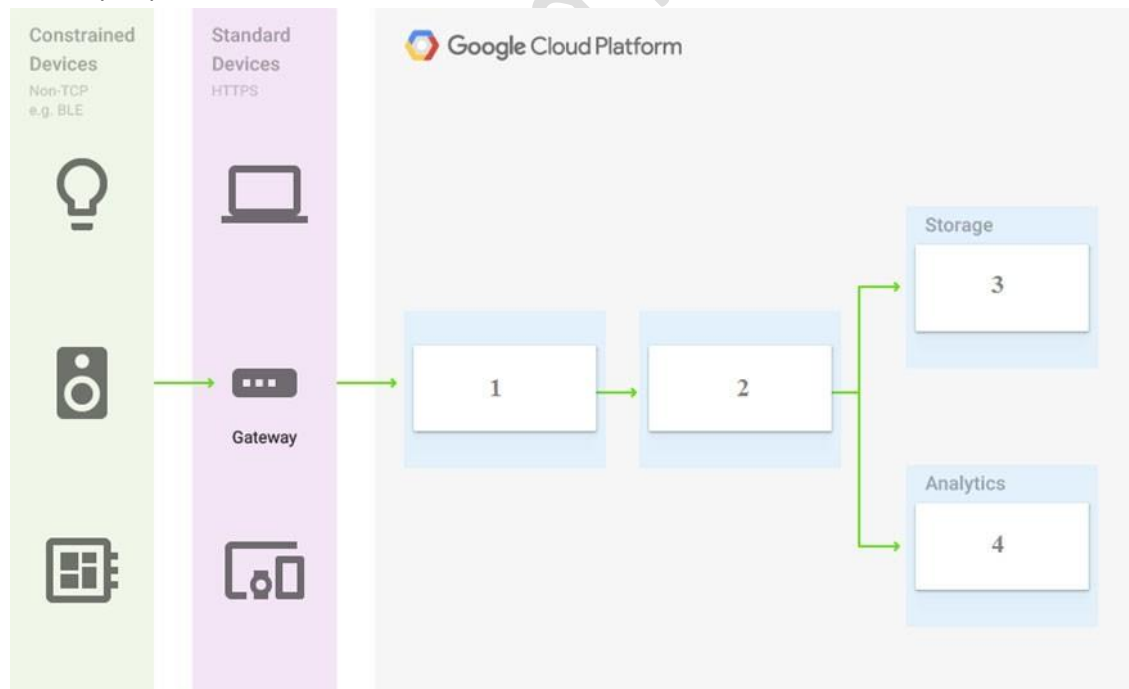 Constrained
Devices
Non-TCP
e.g. BLE
Standard
Devices
HTTPS
Google Cloud Platform
Storage
3
1
2
Gateway
Analytics
4